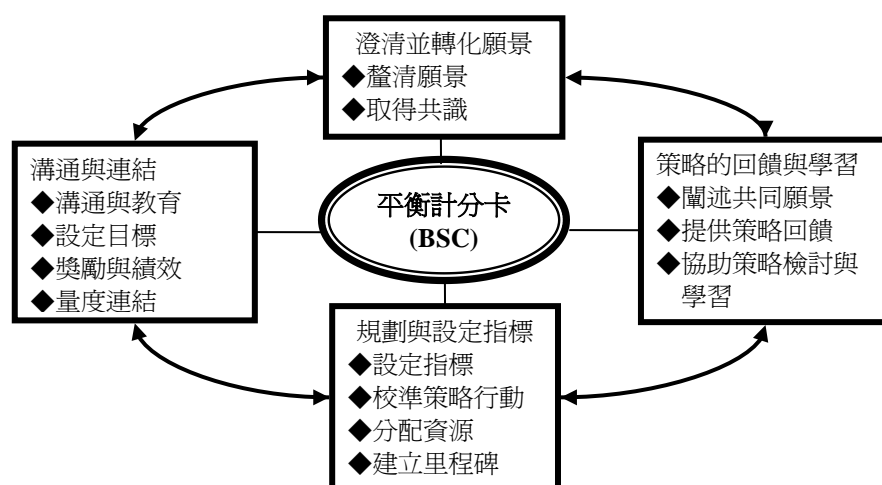 澄清並轉化願景
◆釐清願景
◆取得共識
溝通與連結
◆溝通與教育
◆設定目標
◆獎勵與績效
◆量度連結
平衡計分卡
(BSC)
策略的回饋與學習
◆闡述共同願景
◆提供策略回饋
◆協助策略檢討與
學習
規劃與設定指標
◆設定指標
◆校準策略行動
◆分配資源
◆建立里程碑